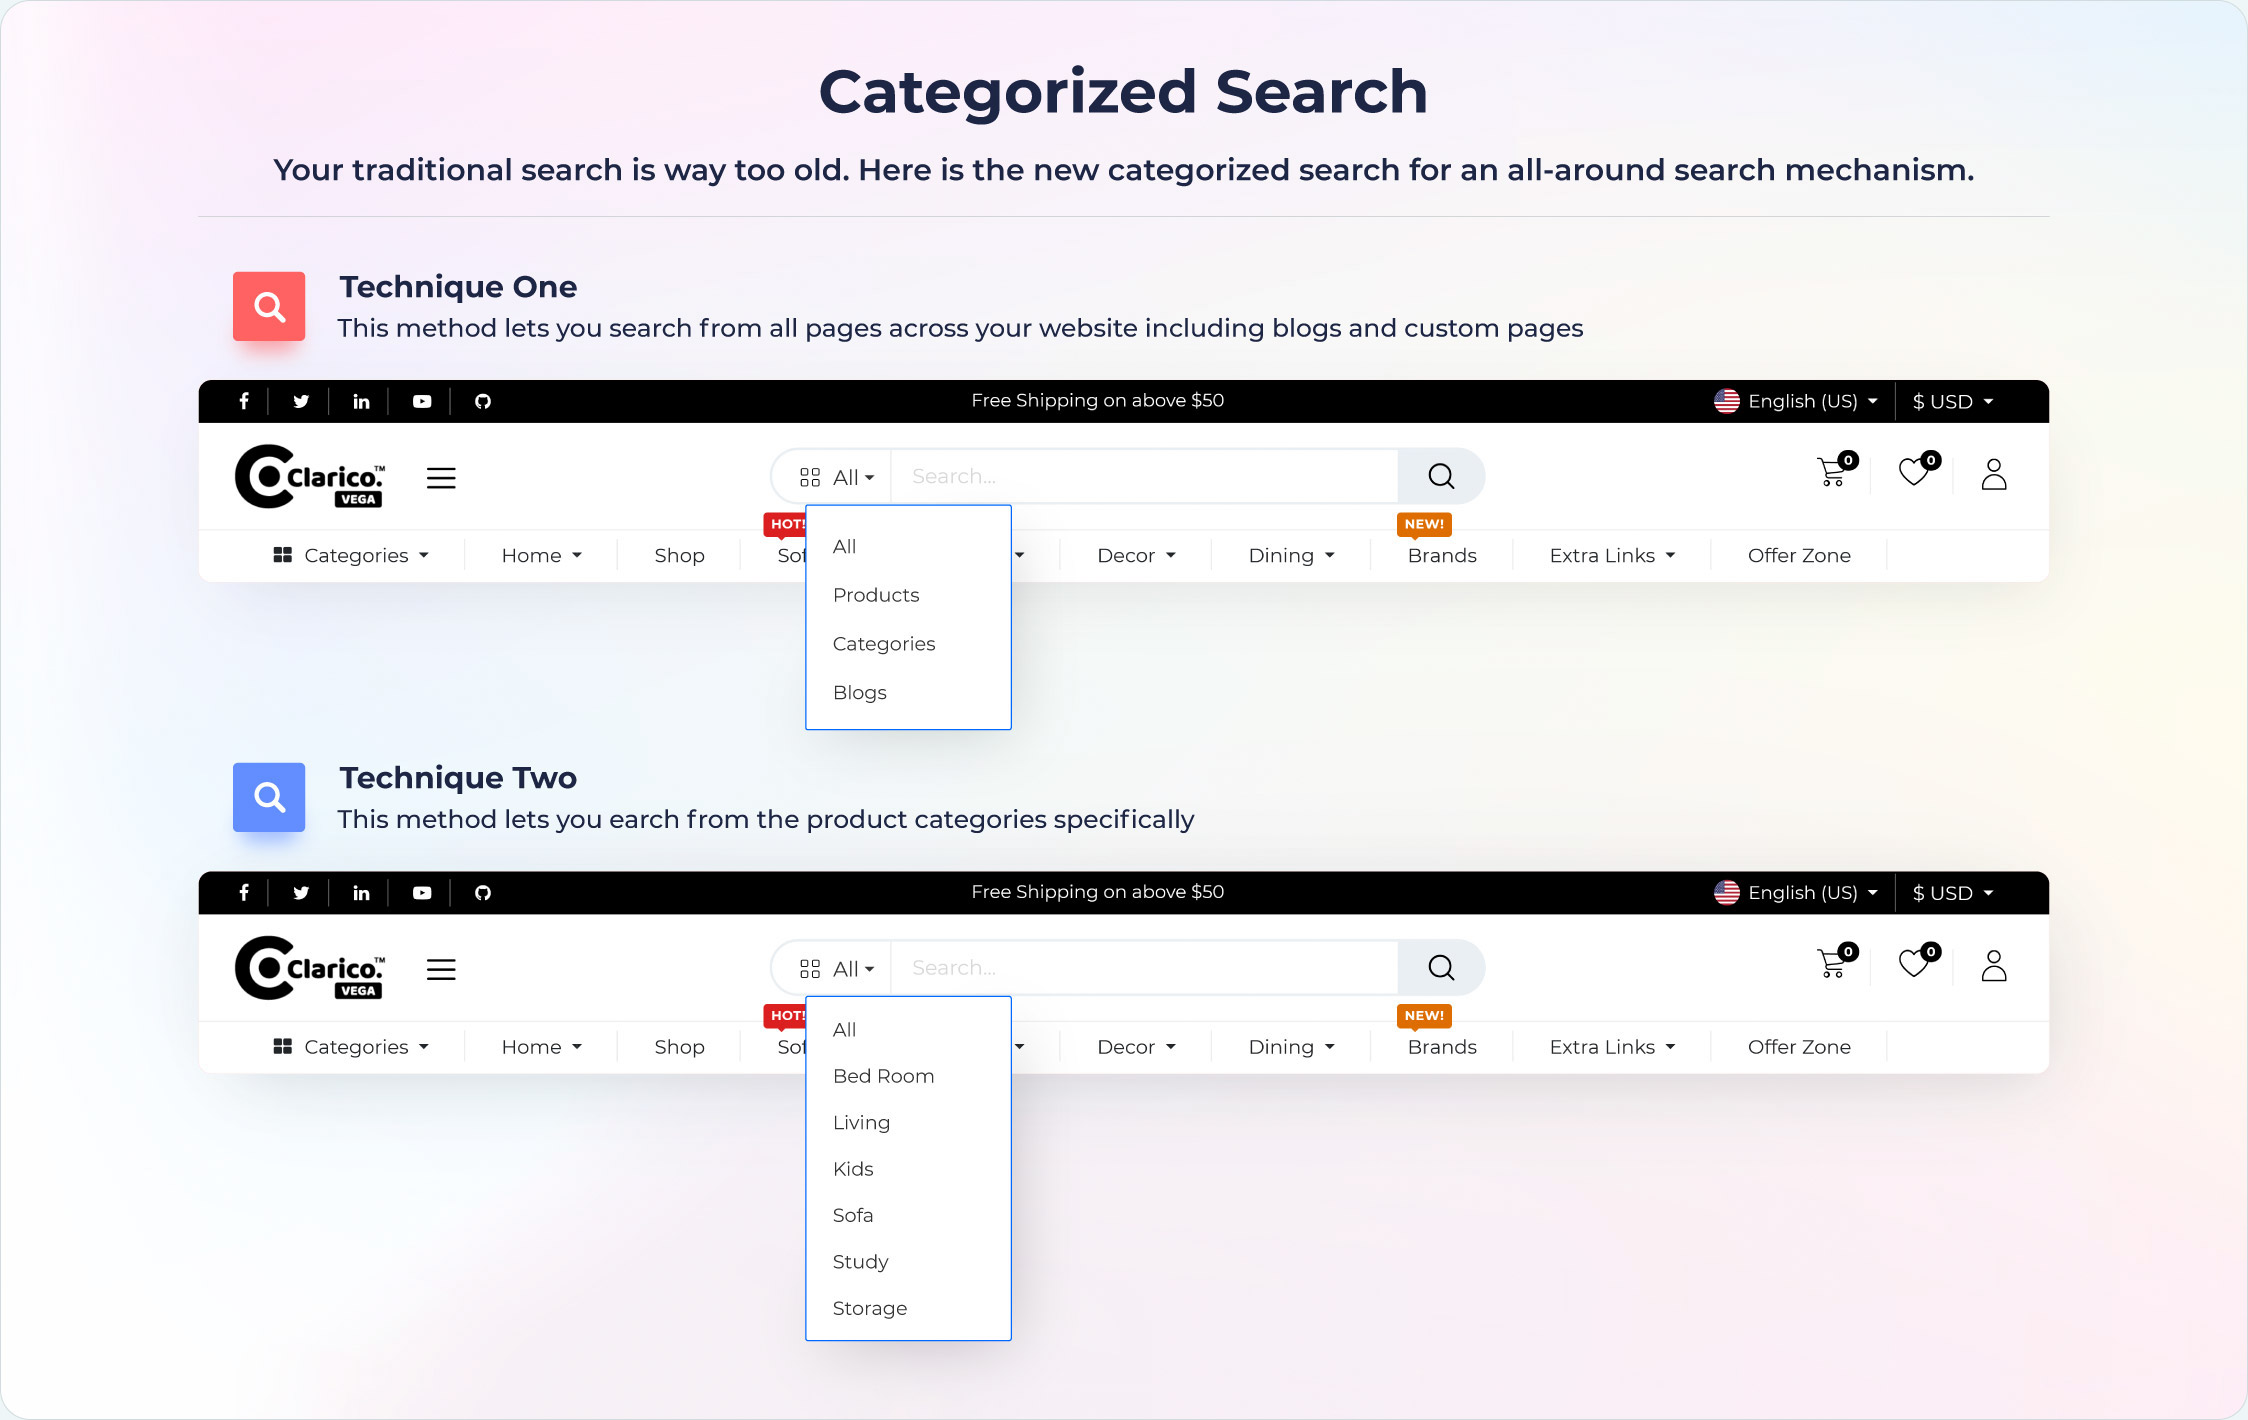 Categorized Search
Your traditional search is way too old. Here is the new categorized search for an all-around search mechanism.
Technique One
This method lets you search from all pages across your website including blogs and custom pages
Free Shipping on above $50 English (US) $ USD
Clarico.™
VEGA
All Search... 0 0
HOT! NEW!
Categories Home Shop Sof Decor Dining Brands Extra Links Offer Zone
All
Products
Categories
Blogs
Technique Two
This method lets you earch from the product categories specifically
Free Shipping on above $50 English (US) $ USD
Clarico.™
VEGA
All Search... 0 0
HOT! NEW!
Categories Home Shop Sof Decor Dining Brands Extra Links Offer Zone
All
Bed Room
Living
Kids
Sofa
Study
Storage